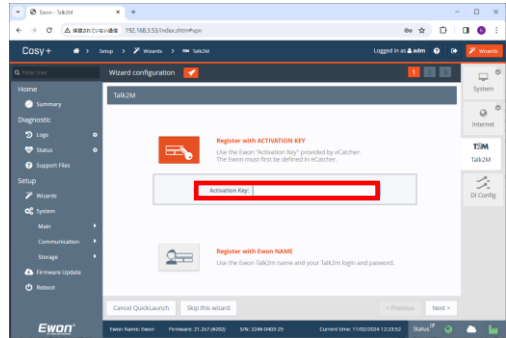 Ewon - Talk2M
保護されていない通信 192.168.3.53/index.shtm#vpn
Cosy+ Setup > Wizards > Talk2M Logged in as adm Wizards
Filter tree
Wizard configuration
1 2 3
System
Internet
T2M
Talk2M
DI Config
Home
Summary
Diagnostic
Logs
Status
Support Files
Setup
Wizards
System
Main
Communication
Storage
Firmware Update
Reboot
Talk2M
Register with ACTIVATION KEY
Use the Ewon "Activation Key" provided by eCatcher.
The Ewon must first be defined in eCatcher.
Activation Key:
Register with Ewon NAME
Use the Ewon Talk2m name and your Talk2m login and password.
Cancel QuickLaunch Skip this wizard < Previous Next >
Ewon Ewon Name: Ewon Firmware: 21.2s7 (#202) S/N: 2246-0403-25 Current time: 11/02/2024 12:23:52 Status